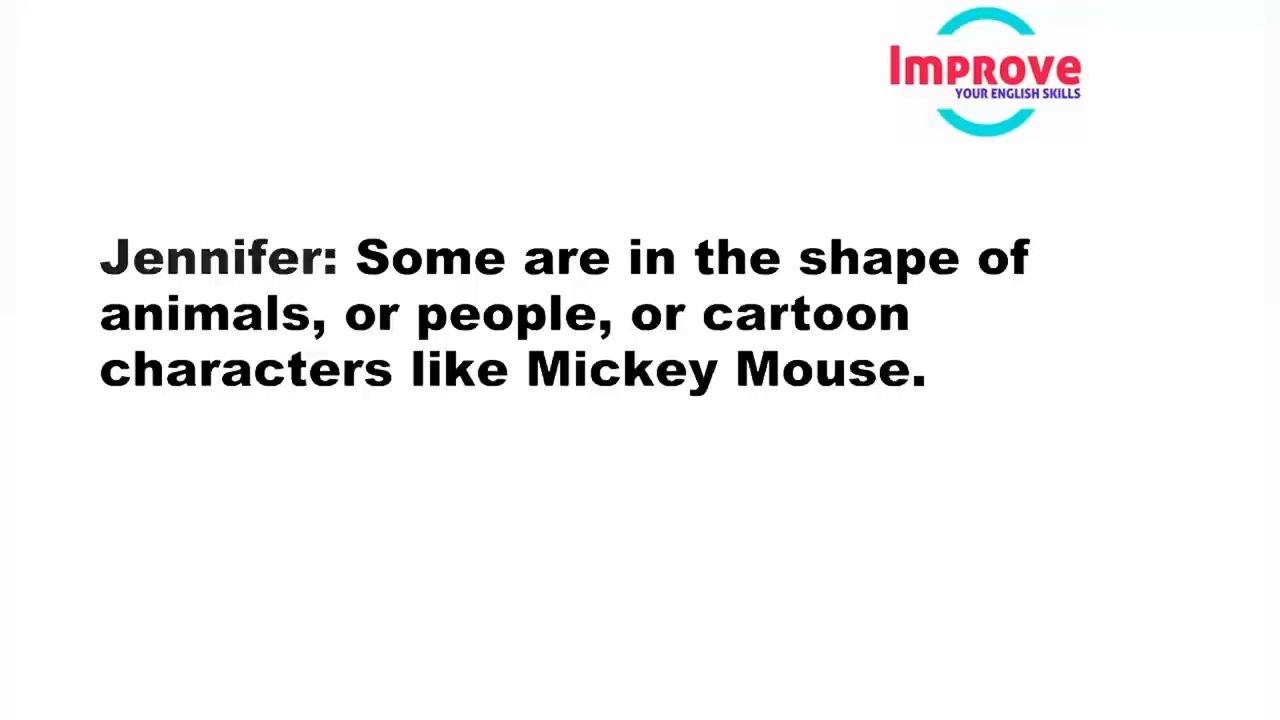 Improve
YOUR ENGLISH SKILLS
Jennifer: Some are in the shape of
animals, or people, or cartoon
characters like Mickey Mouse.